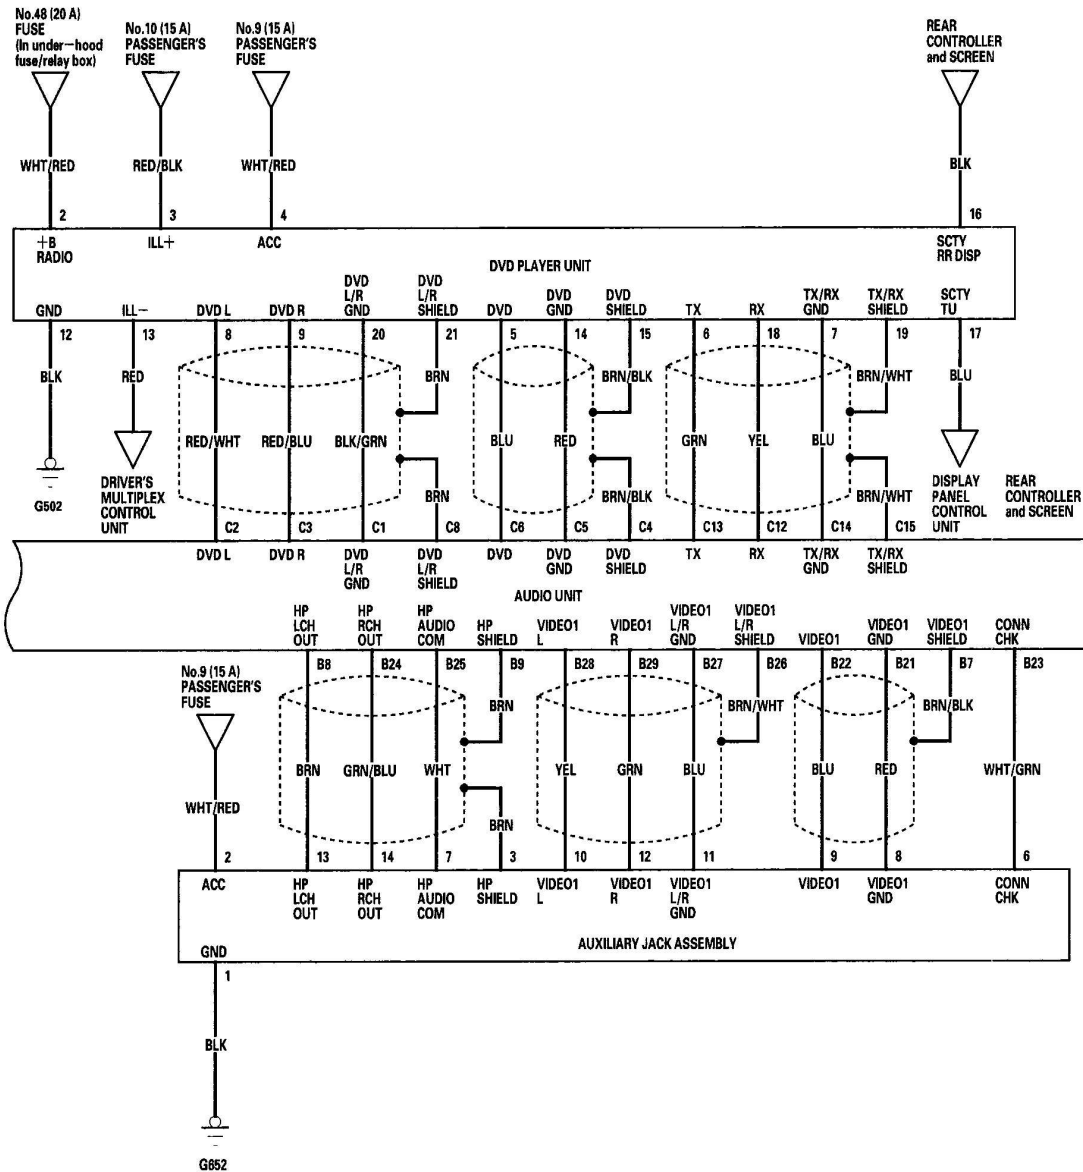 No.48 (20 A)
FUSE
(In under-hood
fuse/relay box)
No.10 (15 A)
PASSENGER'S
FUSE
No.9 (15 A)
PASSENGER'S
FUSE
REAR
CONTROLLER
and SCREEN
WHT/RED
RED/BLK
WHT/RED
BLK
2
3
4
16
+B
RADIO
ILL+
ACC
SCTY
RR DISP
DVD PLAYER UNIT
GND
ILL-
DVD L
DVD R
DVD
L/R
GND
DVD
L/R
SHIELD
DVD
DVD
GND
DVD
SHIELD
TX
RX
TX/RX
GND
TX/RX
SHIELD
SCTY
TU
12
13
8
9
20
21
5
14
15
6
18
7
19
17
BLK
RED
BRN
BRN/BLK
BRN/WHT
BLU
RED/WHT
RED/BLU
BLK/GRN
BLU
RED
GRN
YEL
BLU
G502
DRIVER'S
MULTIPLEX
CONTROL
UNIT
BRN
BRN/BLK
BRN/WHT
DISPLAY
PANEL
CONTROL
UNIT
REAR
CONTROLLER
and SCREEN
C2
C3
C1
C8
C6
C5
C4
C13
C12
C14
C15
DVD L
DVD R
DVD
L/R
GND
DVD
L/R
SHIELD
DVD
DVD
GND
DVD
SHIELD
TX
RX
TX/RX
GND
TX/RX
SHIELD
AUDIO UNIT
HP
LCH
OUT
HP
RCH
OUT
HP
AUDIO
COM
HP
SHIELD
VIDEO1
L
VIDEO1
R
VIDEO1
L/R
GND
VIDEO1
L/R
SHIELD
VIDEO1
VIDEO1
GND
VIDEO1
SHIELD
CONN
CHK
B8
B24
B25
B9
B28
B29
B27
B26
B22
B21
B7
B23
No.9 (15 A)
PASSENGER'S
FUSE
BRN
BRN/WHT
BRN/BLK
WHT/RED
BRN
GRN/BLU
WHT
YEL
GRN
BLU
BLU
RED
WHT/GRN
BRN
2
13
14
7
3
10
12
11
9
8
6
ACC
HP
LCH
OUT
HP
RCH
OUT
HP
AUDIO
COM
HP
SHIELD
VIDEO1
L
VIDEO1
R
VIDEO1
L/R
GND
VIDEO1
VIDEO1
GND
CONN
CHK
AUXILIARY JACK ASSEMBLY
GND
1
BLK
G652